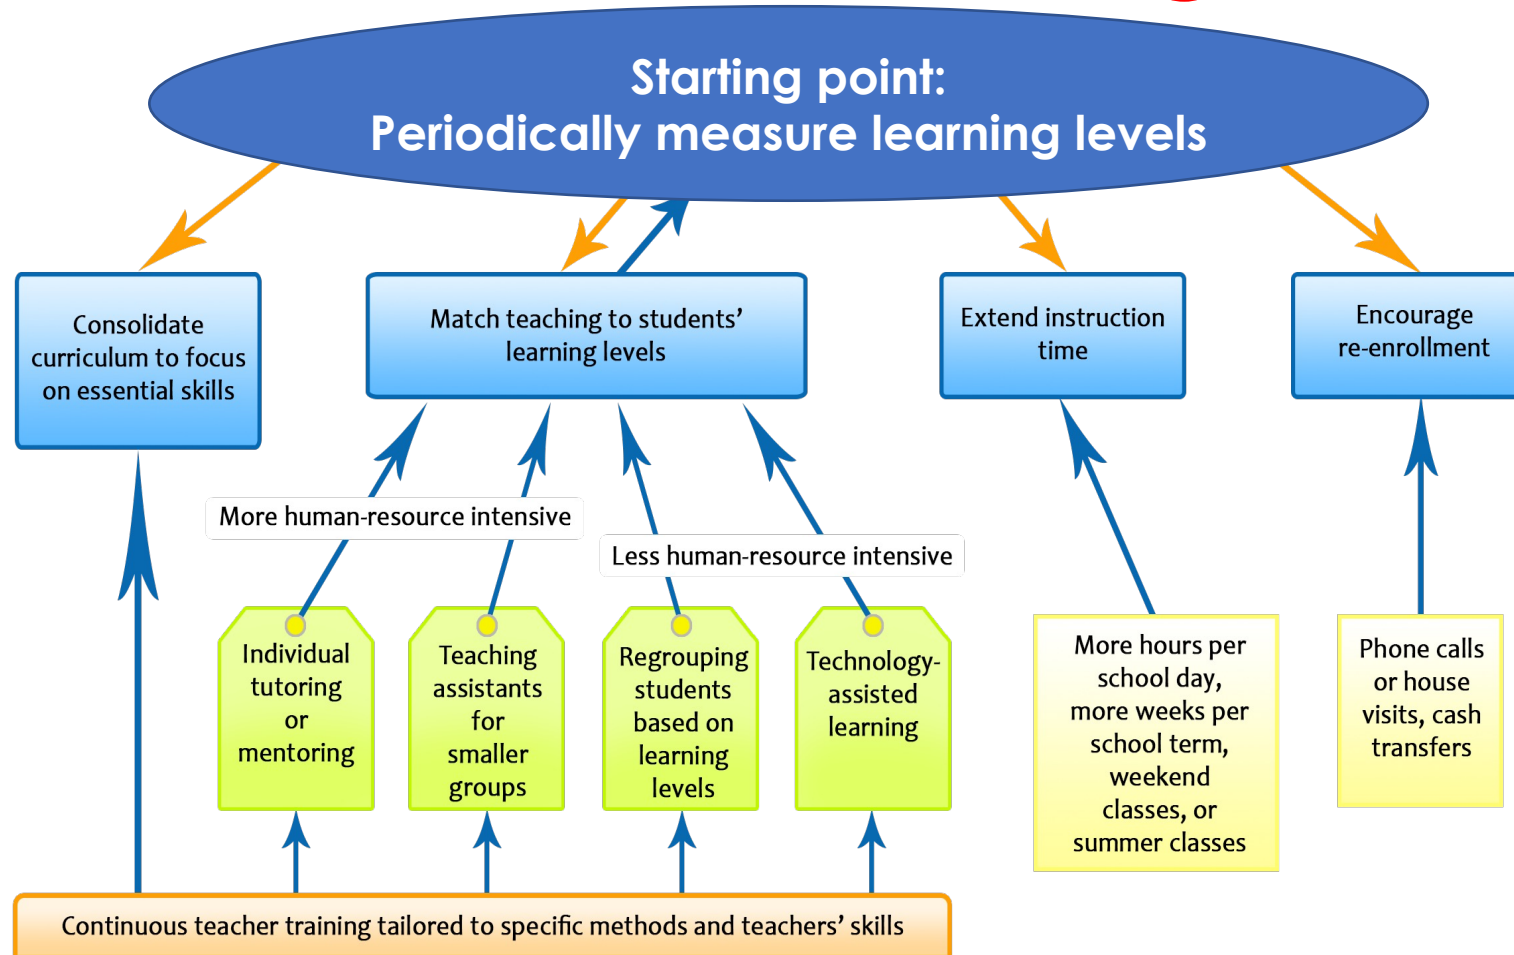 Starting point:
Periodically measure learning levels
Consolidate
curriculum to focus
on essential skills
Match teaching to students’
learning levels
Extend instruction
time
Encourage
re-enrollment
More human-resource intensive
Less human-resource intensive
Individual
tutoring
or
mentoring
Teaching
assistants
for
smaller
groups
Regrouping
students
based on
learning
levels
Technology-
assisted
learning
More hours per
school day,
more weeks per
school term,
weekend
classes, or
summer classes
Phone calls
or house
visits, cash
transfers
Continuous teacher training tailored to specific methods and teachers’ skills